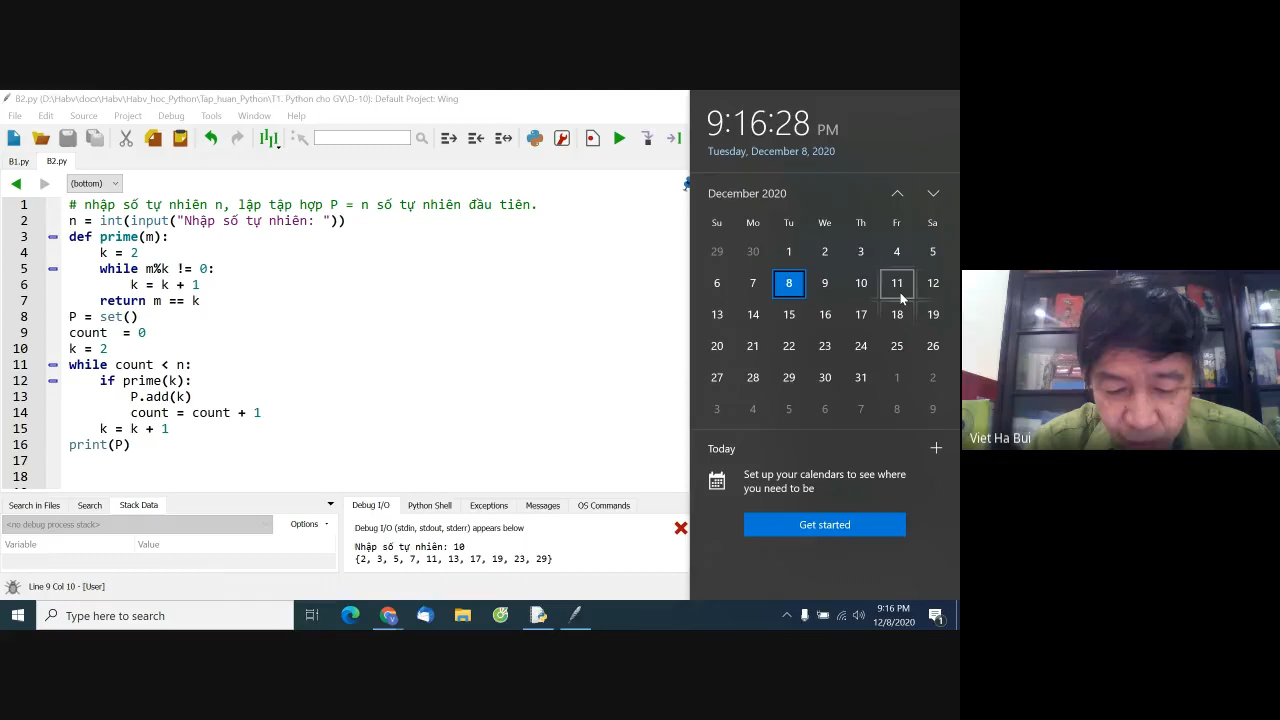 B2.py (D:\Habv\docx\Habv\Habv_hoc_Python\Tap_huan_Python\T1. Python cho GV\D-10): Default Project: Wing
File Edit Source Project Debug Tools Window Help
B1.py B2.py
(bottom)
1 # nhập số tự nhiên n, lập tập hợp P = n số tự nhiên đầu tiên.
2 n = int(input("Nhập số tự nhiên: "))
3 def prime(m):
4 k = 2
5 while m%k != 0:
6 k = k + 1
7 return m == k
8 P = set()
9 count  = 0
10 k = 2
11 while count < n:
12 if prime(k):
13 P.add(k)
14 count = count + 1
15 k = k + 1
16 print(P)
17
18
Search in Files Search Stack Data
<no debug process stack> Options
Variable Value
Debug I/O Python Shell Exceptions Messages OS Commands
Debug I/O (stdin, stdout, stderr) appears below
Nhập số tự nhiên: 10
{2, 3, 5, 7, 11, 13, 17, 19, 23, 29}
Line 9 Col 10 - [User]
9:16:28 PM
Tuesday, December 8, 2020
December 2020
Su Mo Tu We Th Fr Sa
29 30 1 2 3 4 5
6 7 8 9 10 11 12
13 14 15 16 17 18 19
20 21 22 23 24 25 26
27 28 29 30 31 1 2
3 4 5 6 7 8 9
Today
Set up your calendars to see where
you need to be
Get started
Viet Ha Bui
Type here to search
9:16 PM
12/8/2020
1